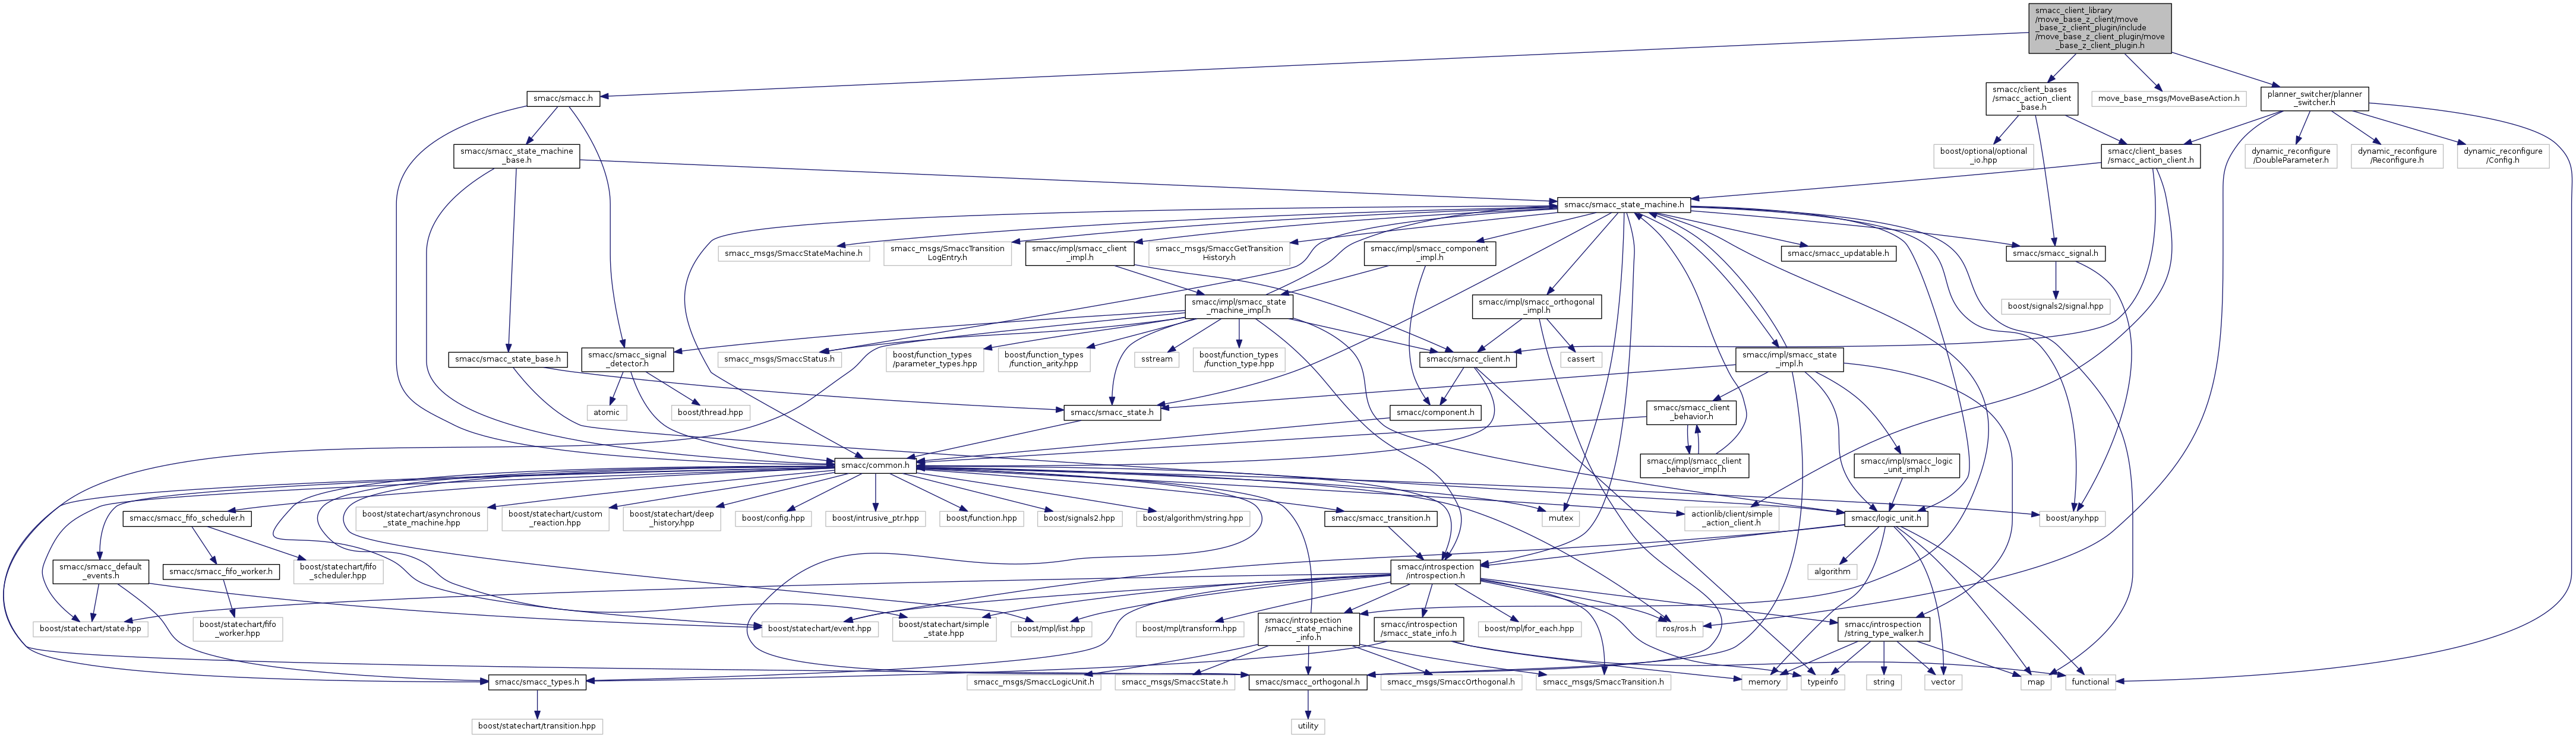 smacc_client_library
/move_base_z_client/move
_base_z_client_plugin/include
/move_base_z_client_plugin/move
_base_z_client_plugin.h
smacc/smacc.h
smacc/client_bases
/smacc_action_client
_base.h
move_base_msgs/MoveBaseAction.h
planner_switcher/planner
_switcher.h
smacc/smacc_state_machine
_base.h
boost/optional/optional
_io.hpp
smacc/client_bases
/smacc_action_client.h
dynamic_reconfigure
/DoubleParameter.h
dynamic_reconfigure
/Reconfigure.h
dynamic_reconfigure
/Config.h
smacc/smacc_state_machine.h
smacc_msgs/SmaccStateMachine.h
smacc_msgs/SmaccTransition
LogEntry.h
smacc/impl/smacc_client
_impl.h
smacc_msgs/SmaccGetTransition
History.h
smacc/impl/smacc_component
_impl.h
smacc/smacc_updatable.h
smacc/smacc_signal.h
smacc/impl/smacc_state
_machine_impl.h
smacc/impl/smacc_orthogonal
_impl.h
boost/signals2/signal.hpp
smacc/smacc_state_base.h
smacc/smacc_signal
_detector.h
smacc_msgs/SmaccStatus.h
boost/function_types
/parameter_types.hpp
boost/function_types
/function_arity.hpp
sstream
boost/function_types
/function_type.hpp
smacc/smacc_client.h
cassert
smacc/impl/smacc_state
_impl.h
atomic
boost/thread.hpp
smacc/smacc_state.h
smacc/component.h
smacc/smacc_client
_behavior.h
smacc/common.h
smacc/impl/smacc_client
_behavior_impl.h
smacc/impl/smacc_logic
_unit_impl.h
smacc/smacc_fifo_scheduler.h
boost/statechart/asynchronous
_state_machine.hpp
boost/statechart/custom
_reaction.hpp
boost/statechart/deep
_history.hpp
boost/config.hpp
boost/intrusive_ptr.hpp
boost/function.hpp
boost/signals2.hpp
boost/algorithm/string.hpp
smacc/smacc_transition.h
mutex
actionlib/client/simple
_action_client.h
smacc/logic_unit.h
boost/any.hpp
smacc/smacc_default
_events.h
smacc/smacc_fifo_worker.h
boost/statechart/fifo
_scheduler.hpp
smacc/introspection
/introspection.h
algorithm
boost/statechart/state.hpp
boost/statechart/fifo
_worker.hpp
boost/statechart/event.hpp
boost/statechart/simple
_state.hpp
boost/mpl/list.hpp
boost/mpl/transform.hpp
smacc/introspection
/smacc_state_machine
_info.h
smacc/introspection
/smacc_state_info.h
boost/mpl/for_each.hpp
ros/ros.h
smacc/introspection
/string_type_walker.h
smacc/smacc_types.h
smacc_msgs/SmaccLogicUnit.h
smacc_msgs/SmaccState.h
smacc/smacc_orthogonal.h
smacc_msgs/SmaccOrthogonal.h
smacc_msgs/SmaccTransition.h
memory
typeinfo
string
vector
map
functional
boost/statechart/transition.hpp
utility